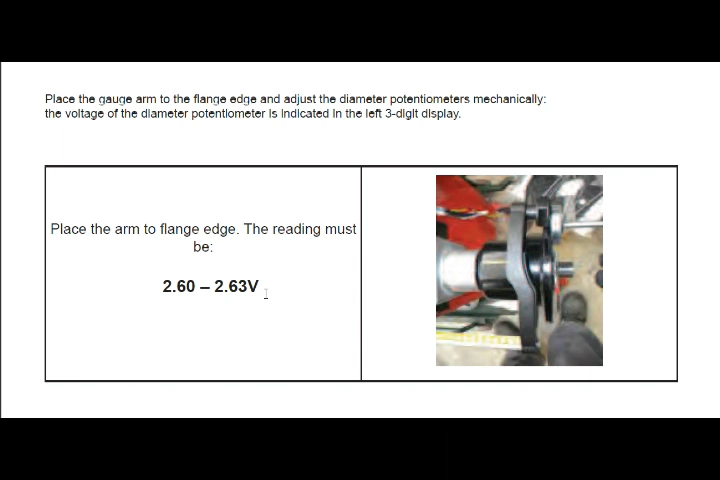 Place the gauge arm to the flange edge and adjust the diameter potentiometers mechanically:
the voltage of the diameter potentiometer is indicated in the left 3-digit display.
Place the arm to flange edge. The reading must
be:
2.60 – 2.63V